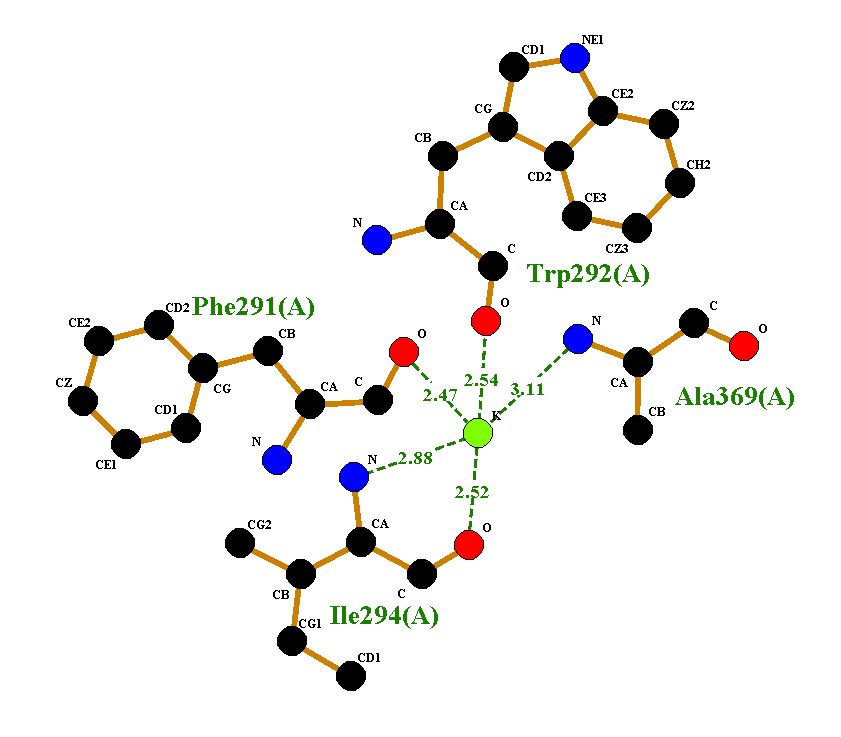 NE1
CD1
CE2
CZ2
CG
CB
CH2
CD2
CE3
CA
N
C
CZ3
Trp292(A)
O
Phe291(A)
CD2
CE2
CB
O
N
C
O
CZ
CG
CA
C
2.47
2.54
3.11
CA
Ala369(A)
CD1
CB
K
N
CE1
N
2.88
2.52
CG2
CA
O
CB
C
Ile294(A)
CG1
CD1